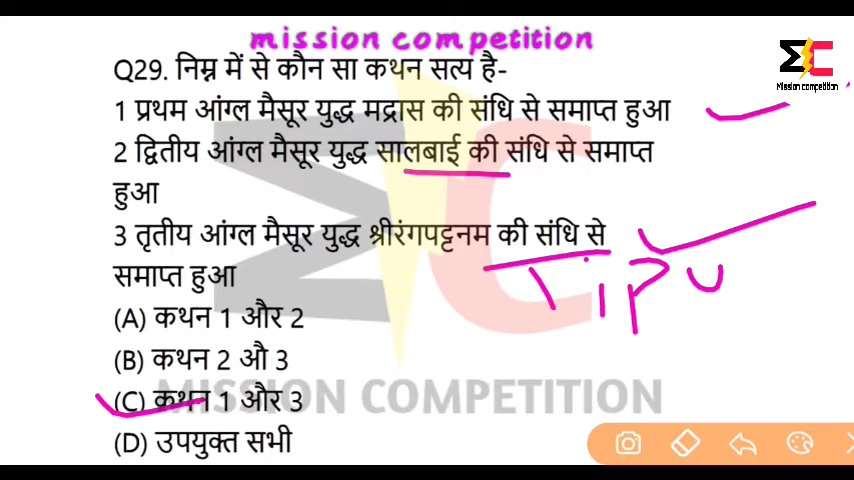 mission competition
Mission competition
Q29. निम्न में से कौन सा कथन सत्य है-
1 प्रथम आंग्ल मैसूर युद्ध मद्रास की संधि से समाप्त हुआ
2 द्वितीय आंग्ल मैसूर युद्ध सालबाई की संधि से समाप्त
हुआ
3 तृतीय आंग्ल मैसूर युद्ध श्रीरंगपट्टनम की संधि से
समाप्त हुआ
TiPU
(A) कथन 1 और 2
(B) कथन 2 औ 3
(C) कथन 1 और 3
MISSION COMPETITION
(D) उपयुक्त सभी